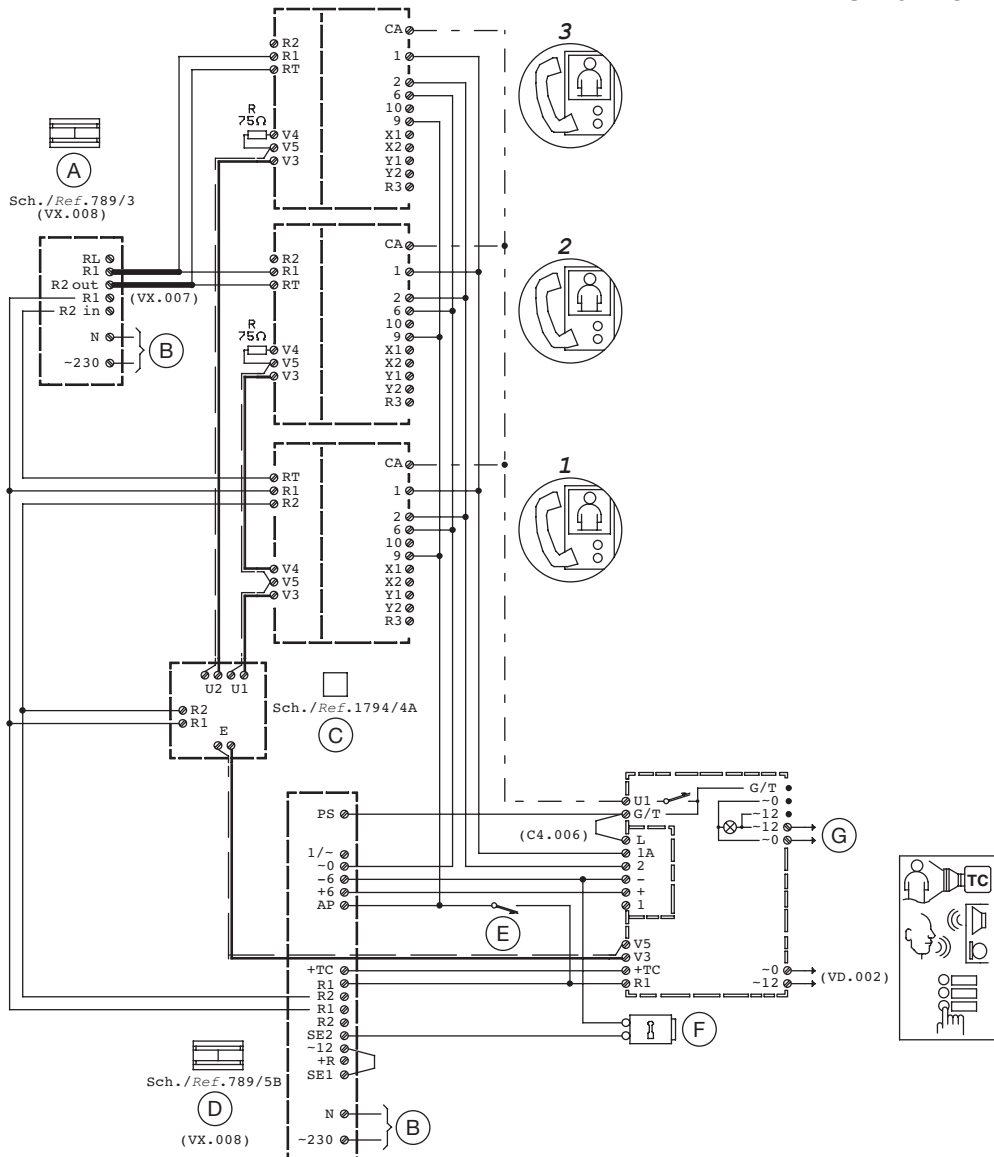 CA
3
R2
R1
RT
1
2
6
10
9
X1
X2
Y1
Y2
R3
R
75Ω
V4
V5
V3
A
Sch./Ref.789/3
(VX.008)
RL
R1
R2 out
R1
R2 in
N
~230
B
(VX.007)
CA
2
R2
R1
RT
1
2
6
10
9
X1
X2
Y1
Y2
R3
R
75Ω
V4
V5
V3
CA
1
RT
R1
R2
1
2
6
10
9
X1
X2
Y1
Y2
R3
V4
V5
V3
U2 U1
R2
R1
E
Sch./Ref.1794/4A
C
PS
1/~
~0
-6
+6
AP
+TC
R1
R2
R1
R2
SE2
~12
+R
SE1
N
~230
B
Sch./Ref.789/5B
D
(VX.008)
(C4.006)
E
U1
G/T
L
1A
2
-
+
1
V5
V3
+TC
R1
G/T
~0
~12
~12
~0
G
~0
~12
(VD.002)
F
TC